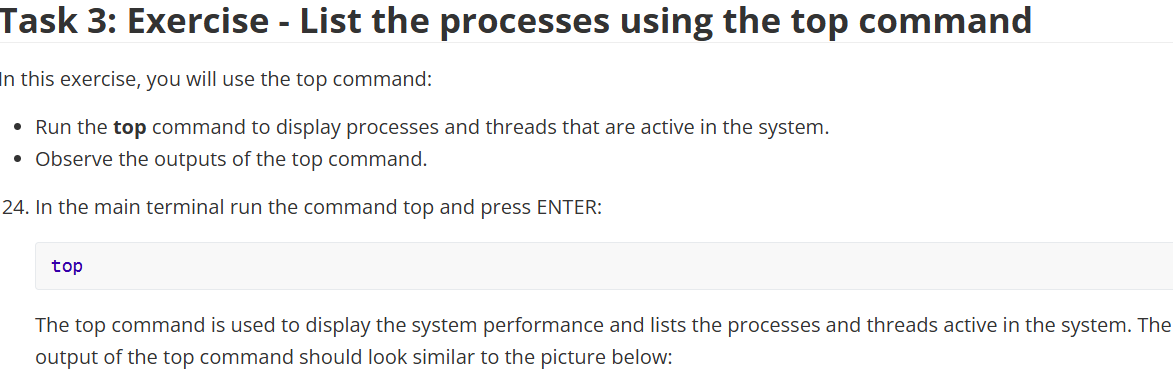 Task 3: Exercise - List the processes using the top command
In this exercise, you will use the top command:
• Run the top command to display processes and threads that are active in the system.
• Observe the outputs of the top command.
24. In the main terminal run the command top and press ENTER:
top
The top command is used to display the system performance and lists the processes and threads active in the system. The
output of the top command should look similar to the picture below: